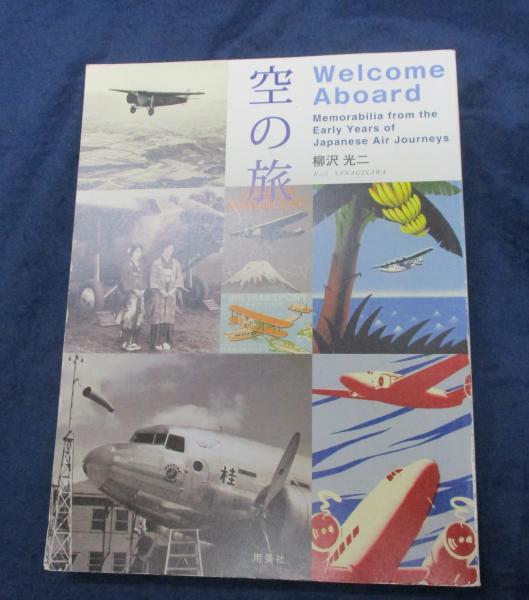 空の旅
Welcome
Aboard
Memorabilia from the
Early Years of
Japanese Air Journeys
柳沢 光二
Koji YANAGISAWA
桂
用美社